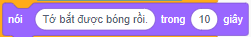 nói Tớ bắt được bóng rồi. trong 10 giây